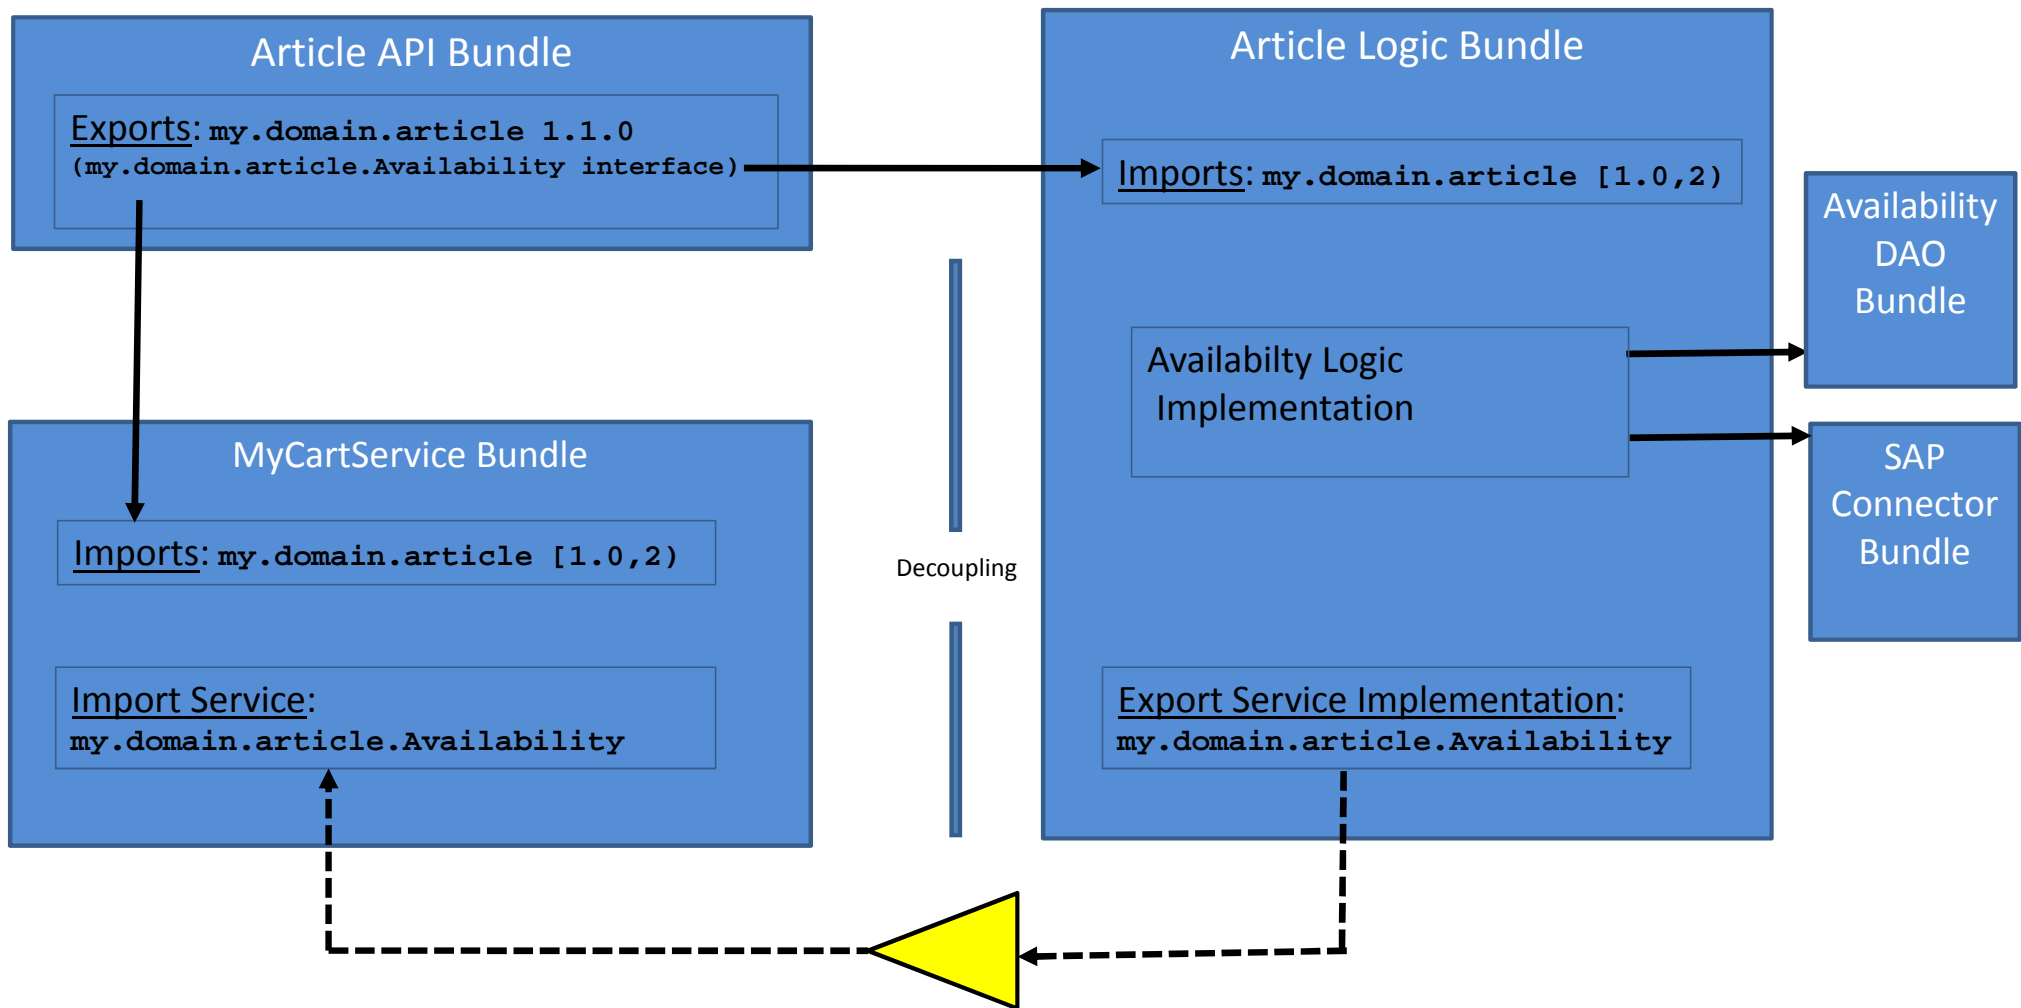 Article API Bundle
Exports: my.domain.article 1.1.0
(my.domain.article.Availability interface)
Article Logic Bundle
Imports: my.domain.article [1.0,2)
Availabilty Logic
Implementation
Export Service Implementation:
my.domain.article.Availability
Availability
DAO
Bundle
SAP
Connector
Bundle
MyCartService Bundle
Imports: my.domain.article [1.0,2)
Import Service:
my.domain.article.Availability
Decoupling